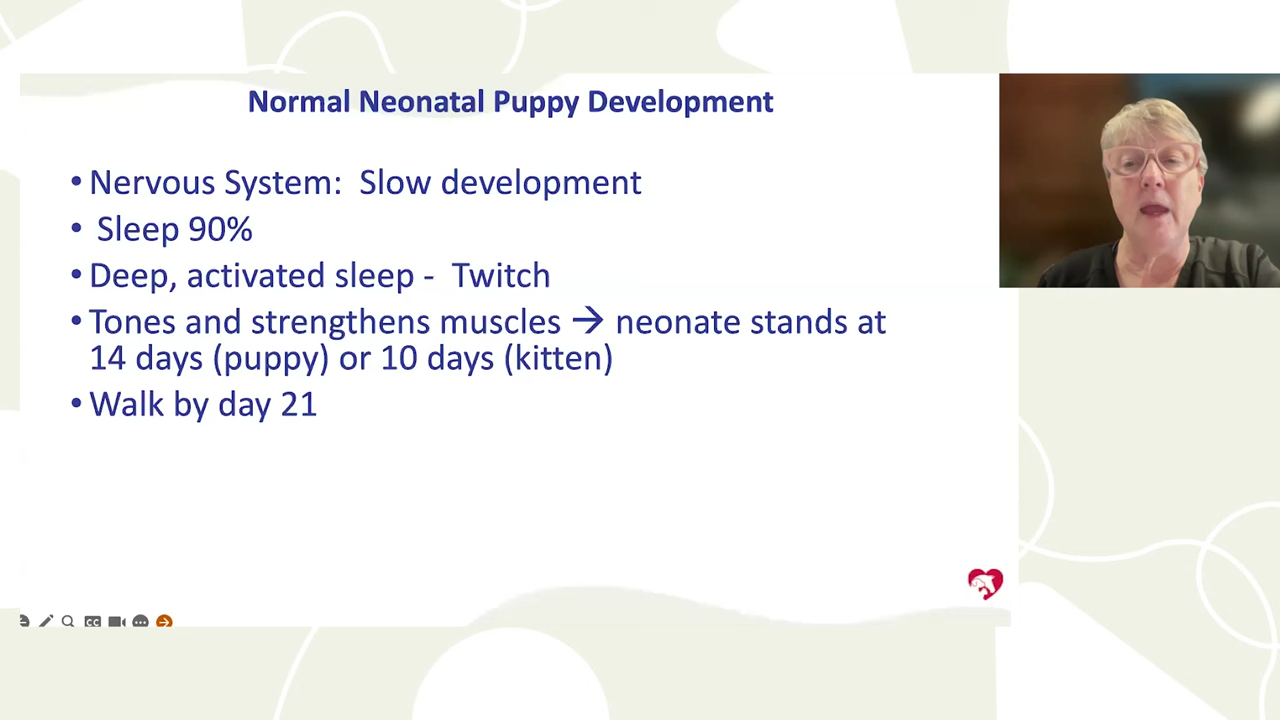 Normal Neonatal Puppy Development
• Nervous System:  Slow development
• Sleep 90%
• Deep, activated sleep -  Twitch
• Tones and strengthens muscles → neonate stands at
14 days (puppy) or 10 days (kitten)
• Walk by day 21
CC